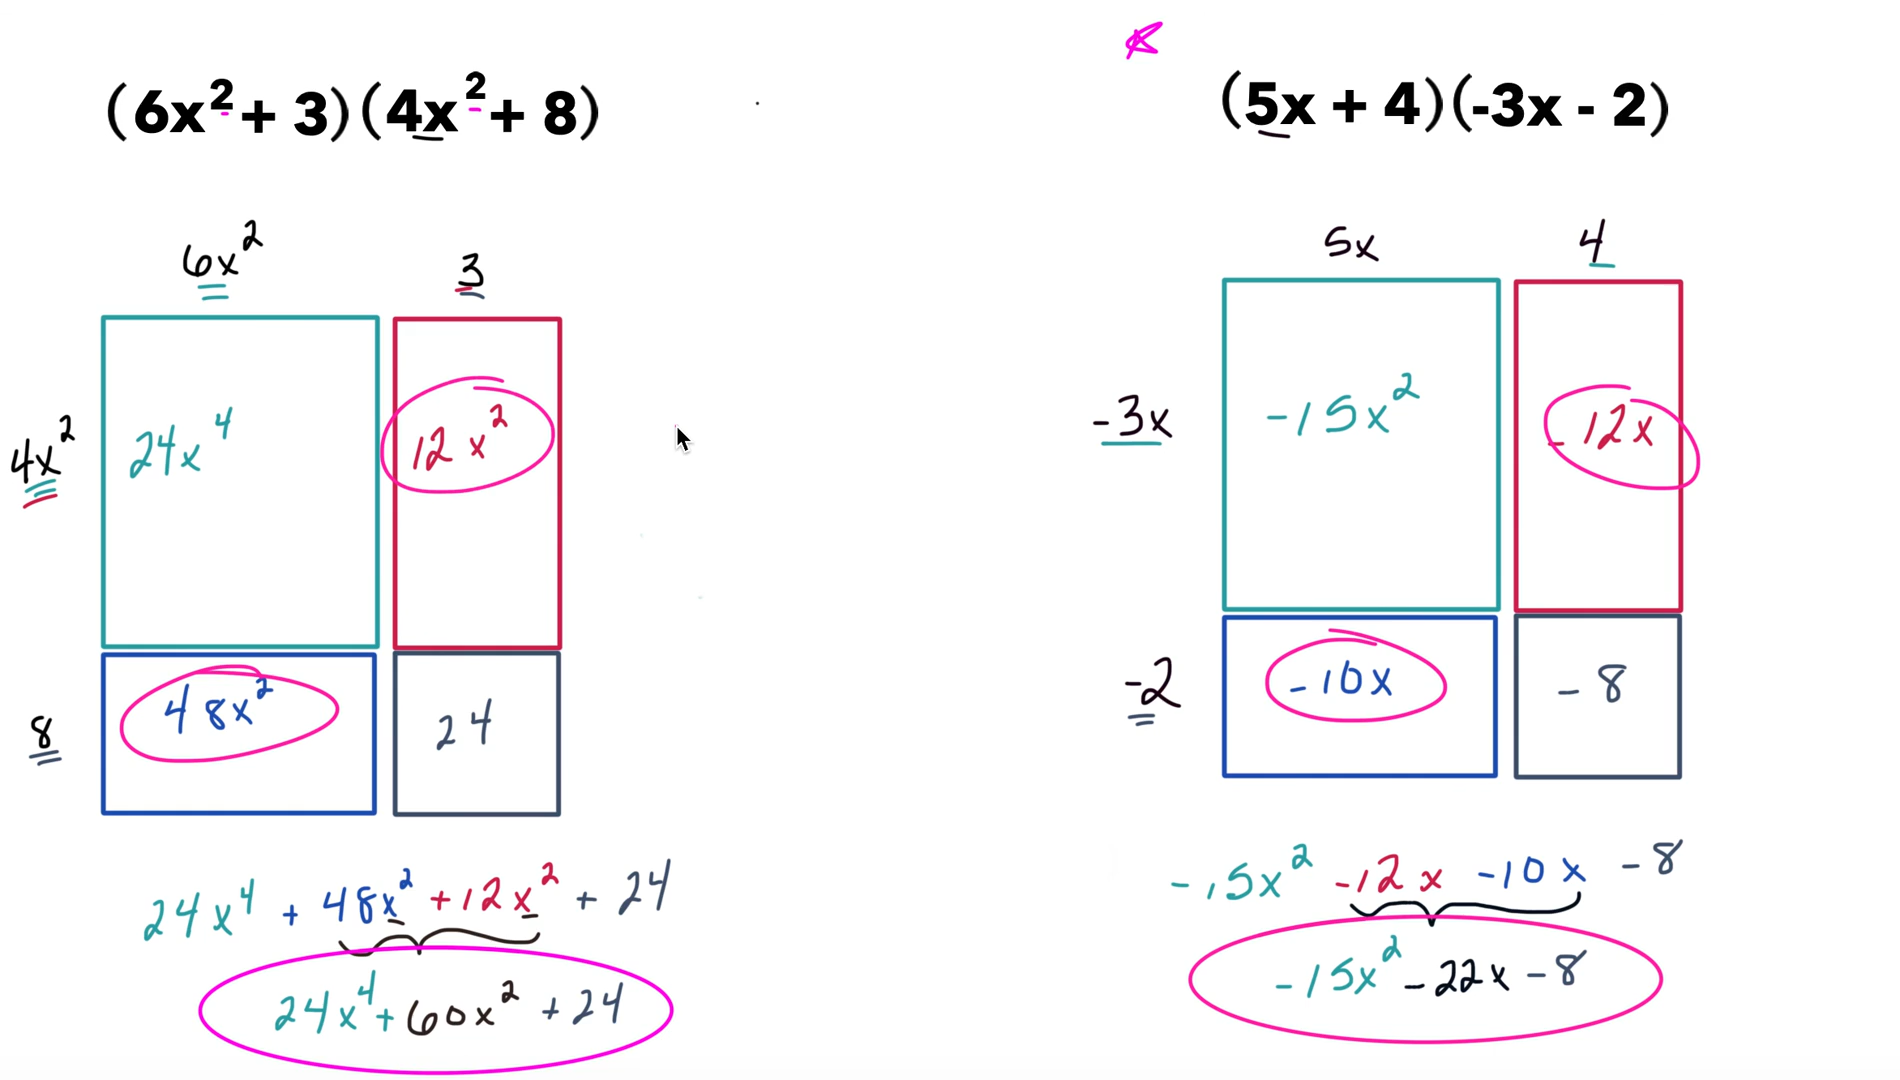 (6x² + 3)(4x² + 8)
6x²
3
4x²
24x⁴
12x²
8
48x²
24
24x⁴ + 48x² + 12x² + 24
24x⁴ + 60x² + 24
(5x + 4)(-3x - 2)
5x
4
-3x
-15x²
-12x
-2
-10x
-8
-15x² -12x -10x -8
-15x² -22x -8